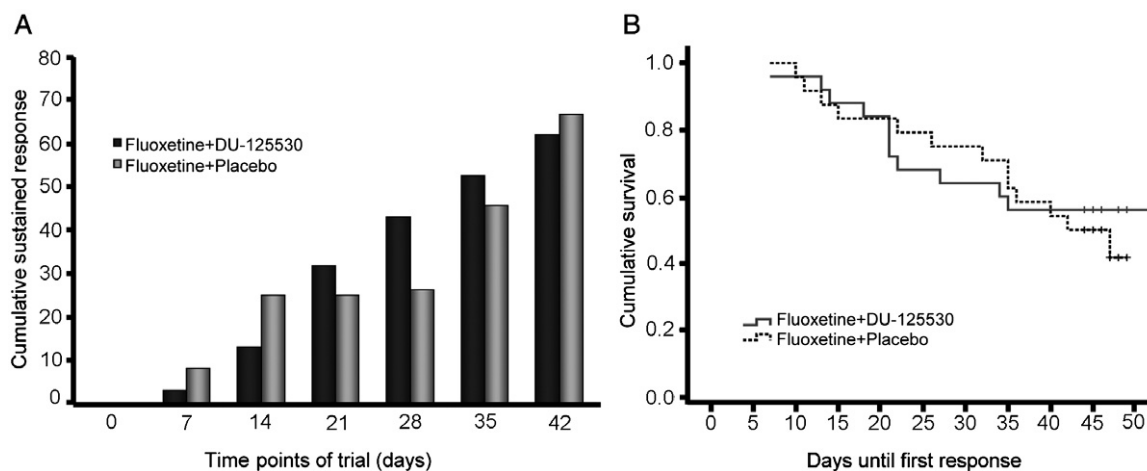 A
Cumulative sustained response
80
70
60
50
40
30
20
10
0
Fluoxetine+DU-125530
Fluoxetine+Placebo
0 7 14 21 28 35 42
Time points of trial (days)
B
Cumulative survival
1.0
0.8
0.6
0.4
0.2
0.0
Fluoxetine+DU-125530
Fluoxetine+Placebo
0 5 10 15 20 25 30 35 40 45 50
Days until first response